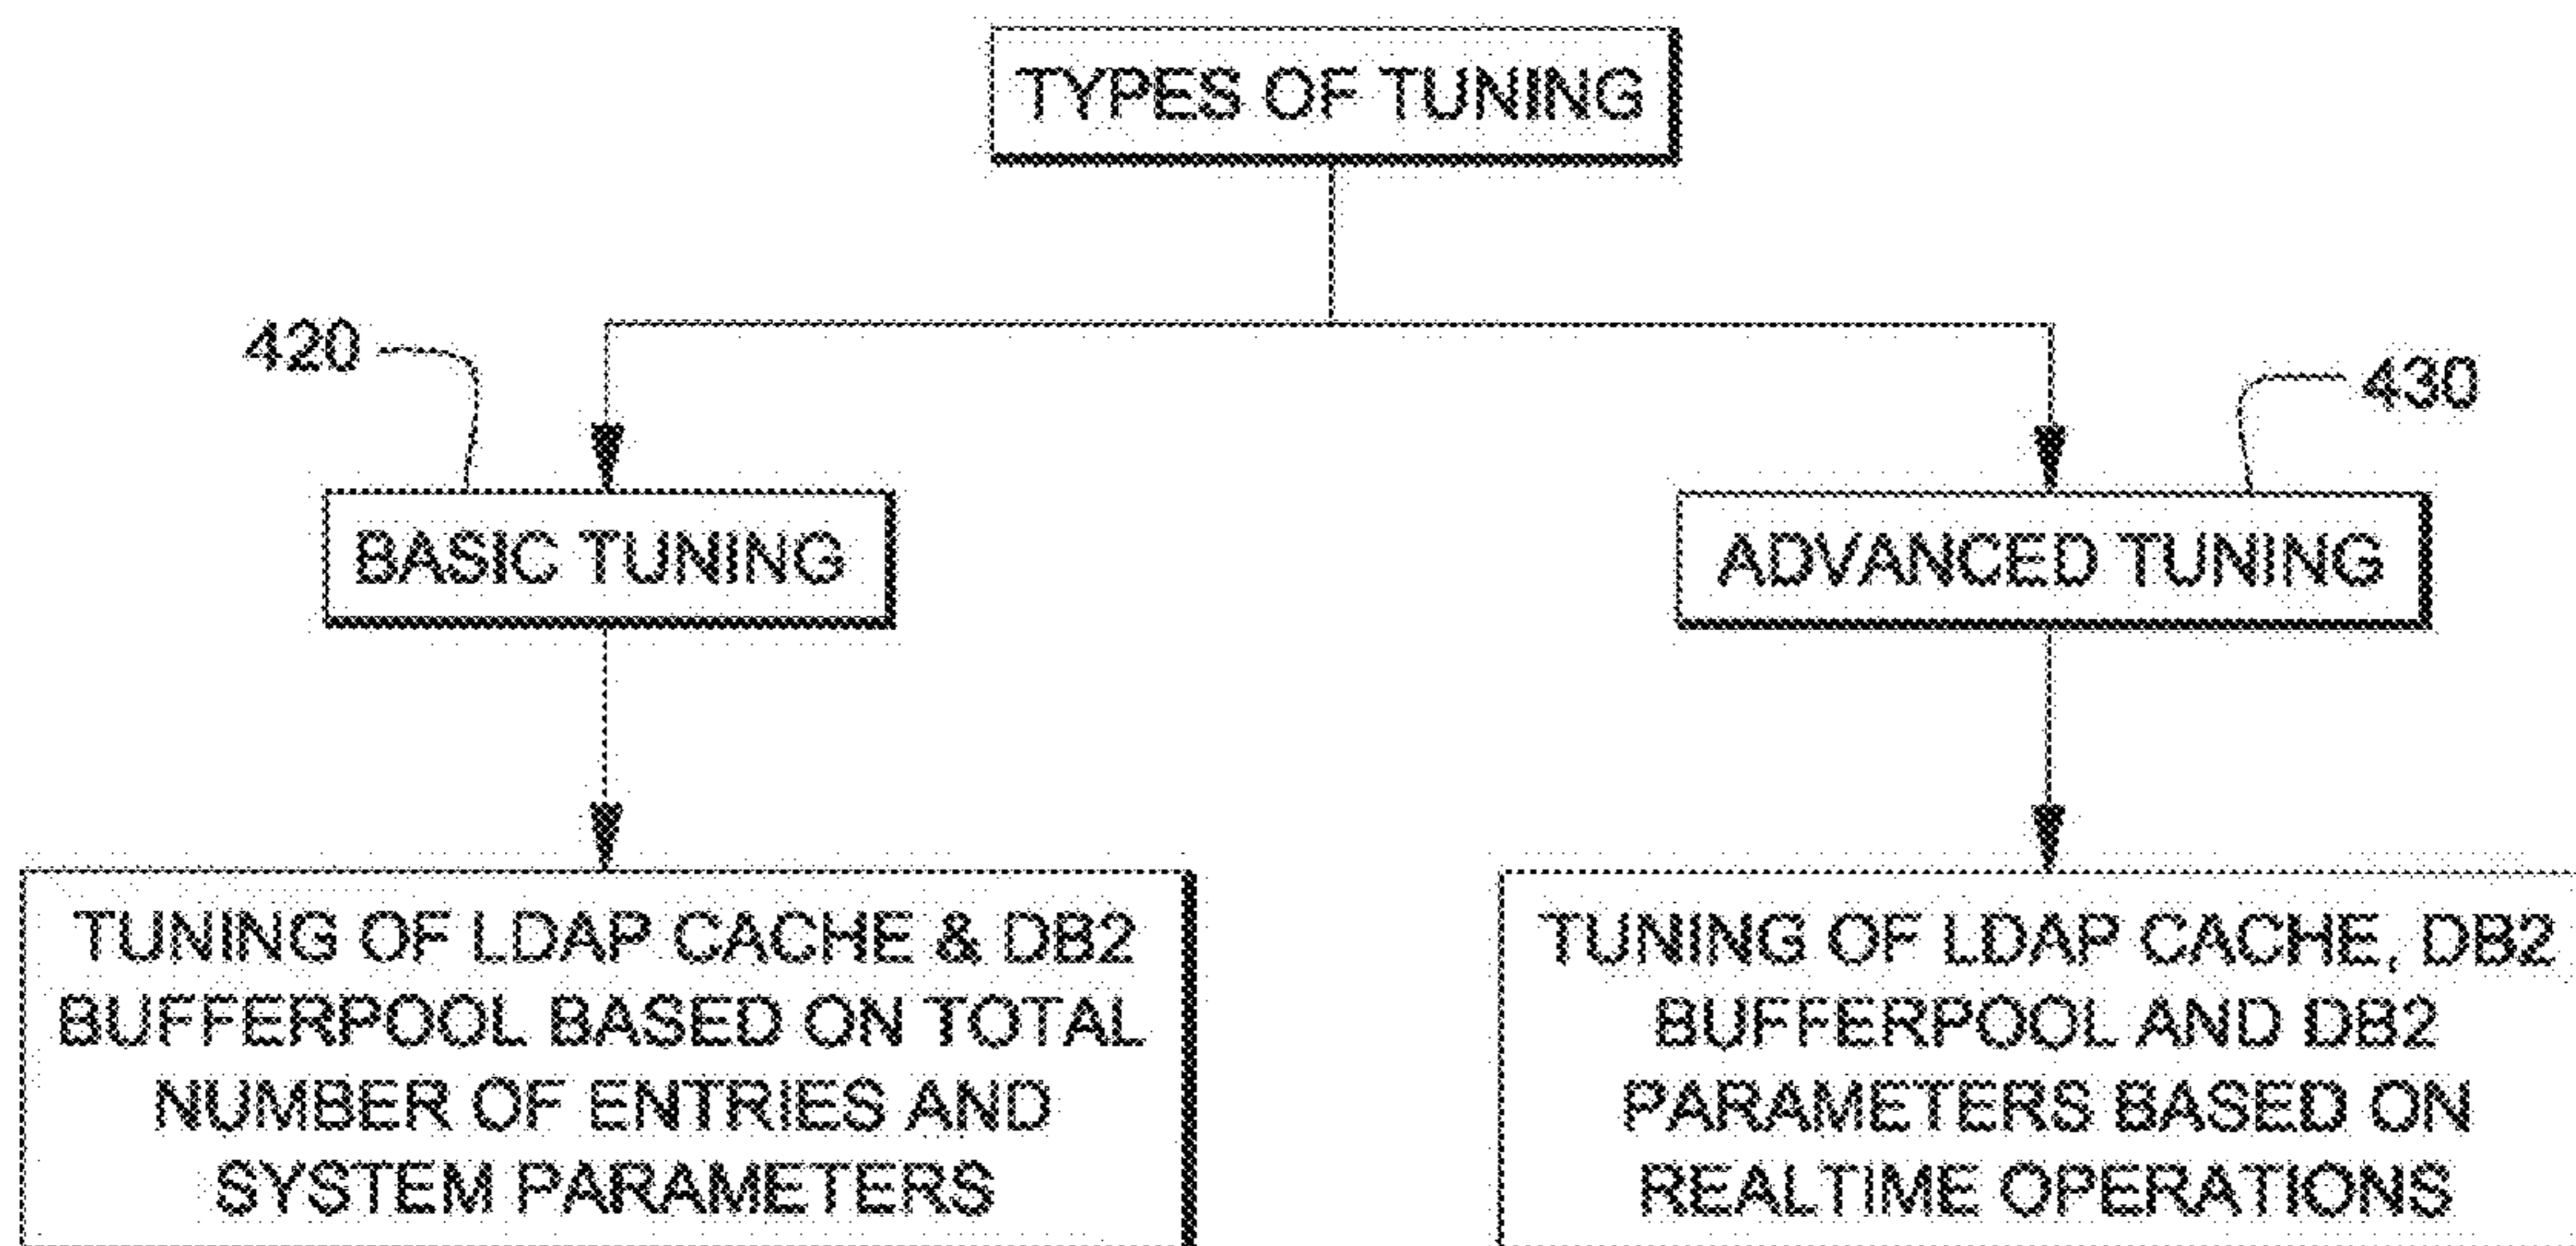 TYPES OF TUNING
420
430
BASIC TUNING
ADVANCED TUNING
TUNING OF LDAP CACHE & DB2
BUFFERPOOL BASED ON TOTAL
NUMBER OF ENTRIES AND
SYSTEM PARAMETERS
TUNING OF LDAP CACHE, DB2
BUFFERPOOL AND DB2
PARAMETERS BASED ON
REALTIME OPERATIONS